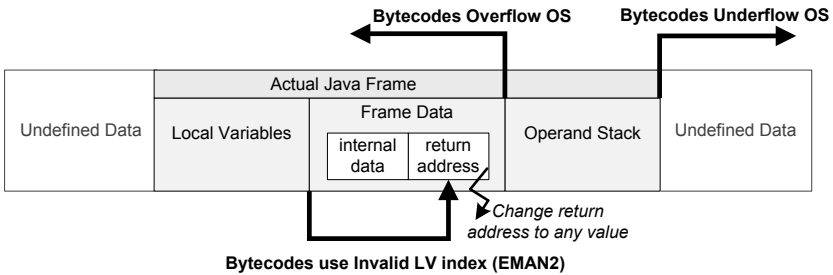 Bytecodes Overflow OS
Bytecodes Underflow OS
Actual Java Frame
Undefined Data
Local Variables
Frame Data
internal
data
return
address
Operand Stack
Undefined Data
Change return
address to any value
Bytecodes use Invalid LV index (EMAN2)